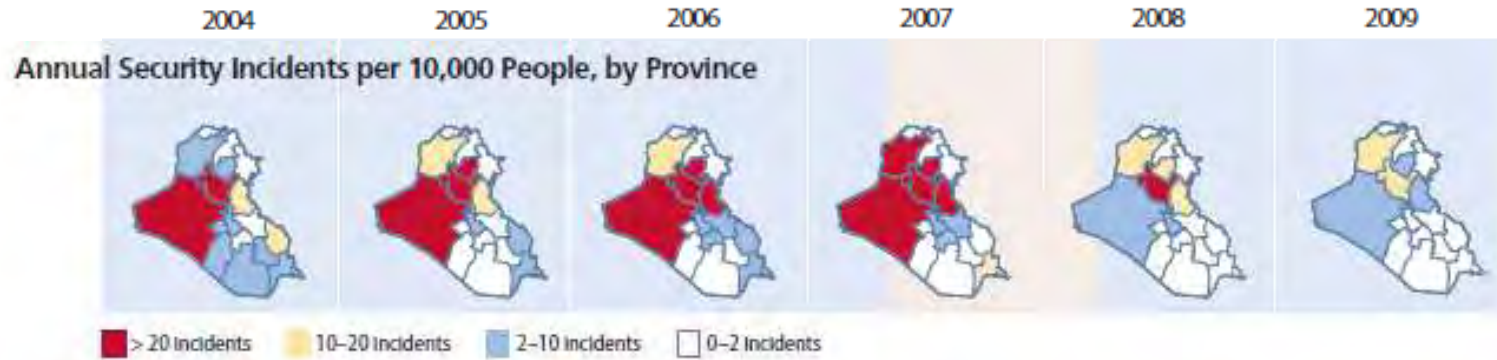 2004 2005 2006 2007 2008 2009
Annual Security Incidents per 10,000 People, by Province
> 20 incidents 10–20 incidents 2–10 incidents 0–2 incidents